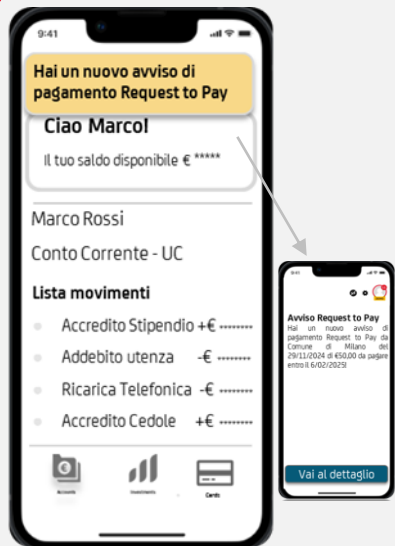 9:41
Hai un nuovo avviso di
pagamento Request to Pay
Ciao Marco!
Il tuo saldo disponibile € *****
Marco Rossi
Conto Corrente - UC
Lista movimenti
Accredito Stipendio +€ --------
Addebito utenza -€ --------
Ricarica Telefonica -€ --------
Accredito Cedole +€ --------
Accounts Investments Cards
9:41
Avviso Request to Pay
Hai un nuovo avviso di
pagamento Request to Pay da
Comune di Milano del
29/11/2024 di €50,00 da pagare
entro il 6/02/2025!
Vai al dettaglio